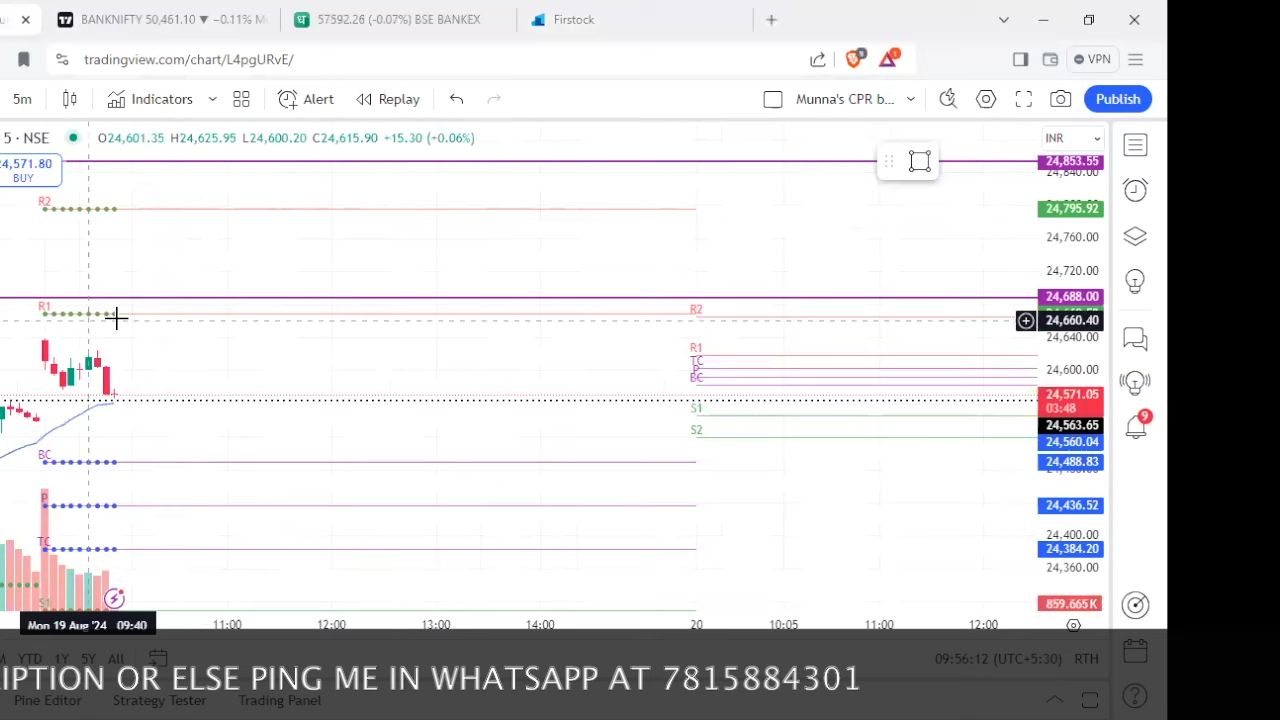 BANKNIFTY 50,461.10 ▼ −0.11% M
57592.26 (-0.07%) BSE BANKEX
Firstock
tradingview.com/chart/L4pgURvE/
VPN
5m
Indicators
Alert
Replay
Munna's CPR b...
Publish
5 · NSE
O24,601.35 H24,625.95 L24,600.20 C24,615.90 +15.30 (+0.06%)
INR
24,571.80
BUY
24,853.55
24,840.00
R2
24,795.92
24,760.00
24,720.00
24,688.00
R1
R2
24,660.40
24,640.00
R1
TC
P
BC
24,600.00
24,571.05
03:48
S1
24,563.65
S2
24,560.04
BC
24,488.83
P
24,436.52
24,400.00
TC
24,384.20
24,360.00
S1
859.665K
Mon 19 Aug '24 09:40
11:00
12:00
13:00
14:00
20
10:05
11:00
12:00
YTD
1Y
5Y
All
09:56:12 (UTC+5:30)
RTH
IPTION OR ELSE PING ME IN WHATSAPP AT 7815884301
Pine Editor
Strategy Tester
Trading Panel
9
1
9